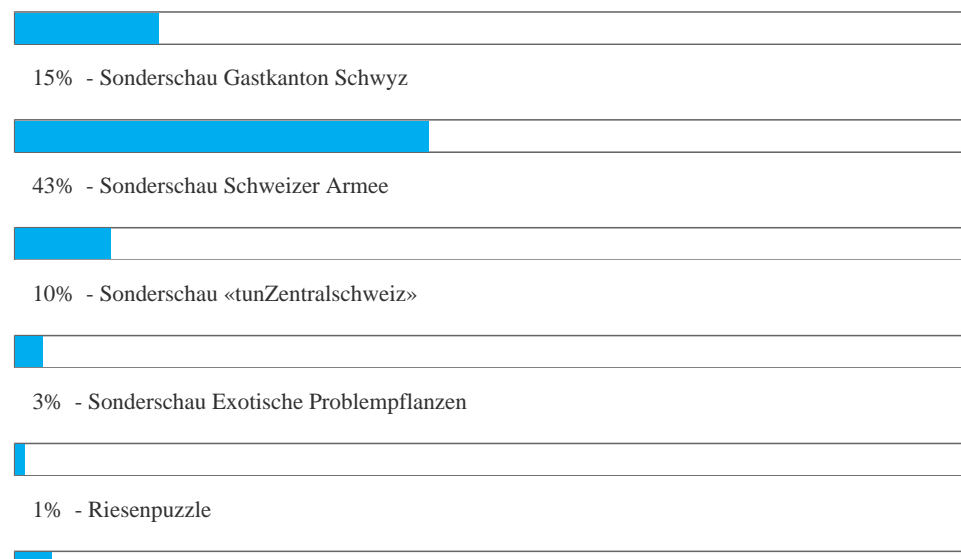 15% - Sonderschau Gastkanton Schwyz
43% - Sonderschau Schweizer Armee
10% - Sonderschau «tunZentralschweiz»
3% - Sonderschau Exotische Problempflanzen
1% - Riesenpuzzle